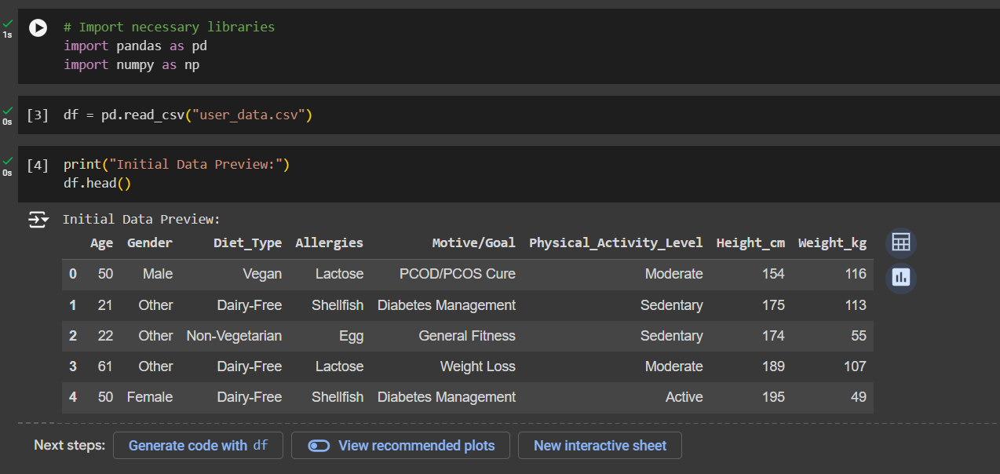 1s
# Import necessary libraries
import pandas as pd
import numpy as np
0s
[3] df = pd.read_csv("user_data.csv")
0s
[4] print("Initial Data Preview:")
df.head()
Initial Data Preview:
Age Gender Diet_Type Allergies Motive/Goal Physical_Activity_Level Height_cm Weight_kg
0 50 Male Vegan Lactose PCOD/PCOS Cure Moderate 154 116
1 21 Other Dairy-Free Shellfish Diabetes Management Sedentary 175 113
2 22 Other Non-Vegetarian Egg General Fitness Sedentary 174 55
3 61 Other Dairy-Free Lactose Weight Loss Moderate 189 107
4 50 Female Dairy-Free Shellfish Diabetes Management Active 195 49
Next steps: Generate code with df View recommended plots New interactive sheet